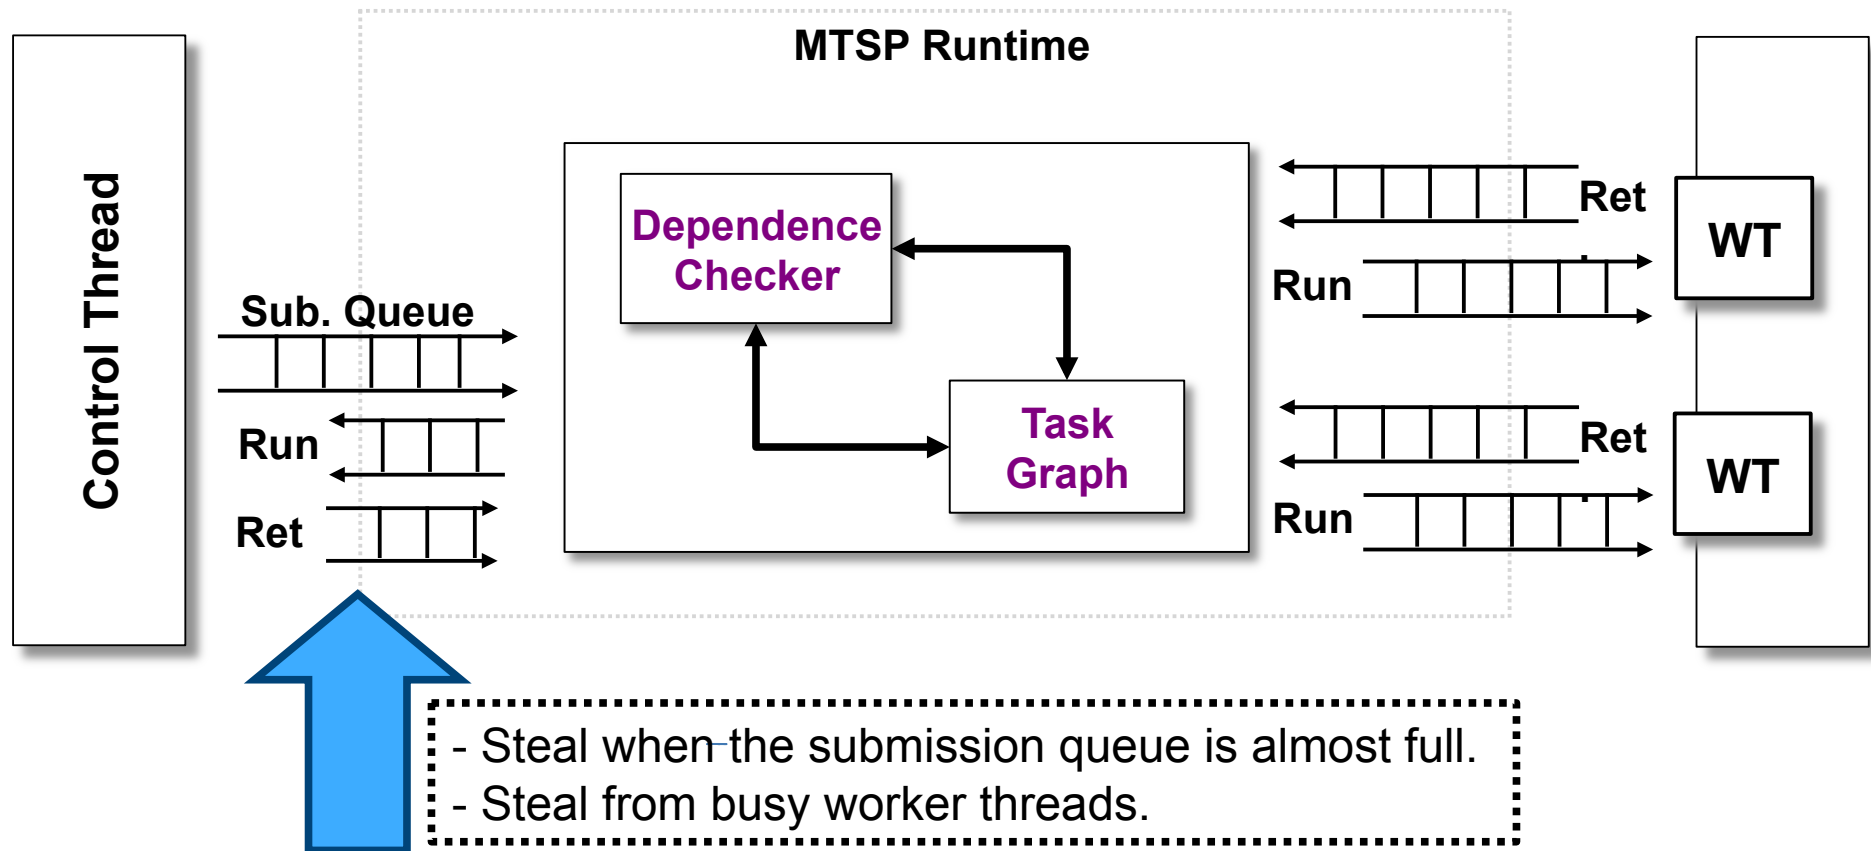 MTSP Runtime
Control Thread
Sub. Queue
Run
Ret
Dependence
Checker
Task
Graph
Ret
Run
WT
Ret
Run
WT
- Steal when the submission queue is almost full.
- Steal from busy worker threads.